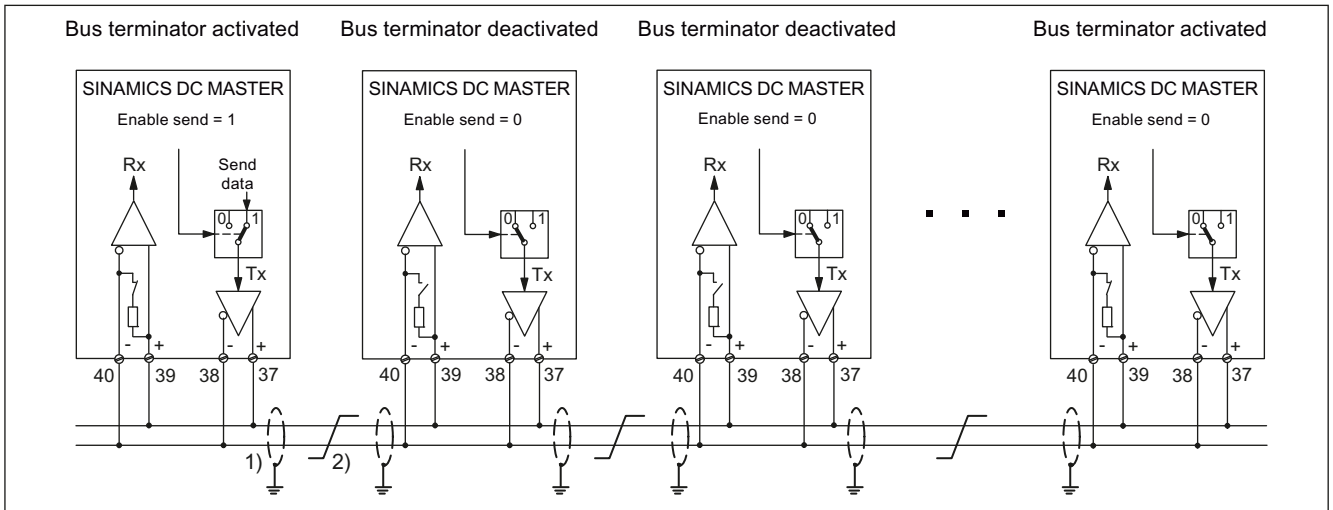 Bus terminator activated
Bus terminator deactivated
Bus terminator deactivated
Bus terminator activated
SINAMICS DC MASTER
SINAMICS DC MASTER
SINAMICS DC MASTER
SINAMICS DC MASTER
Enable send = 1
Enable send = 0
Enable send = 0
Enable send = 0
Rx
Send
data
Rx
Rx
Rx
0 1
0 1
0 1
0 1
Tx
Tx
Tx
Tx
- + - +
- + - +
- + - +
- + - +
40 39 38 37
40 39 38 37
40 39 38 37
40 39 38 37
1) 2)